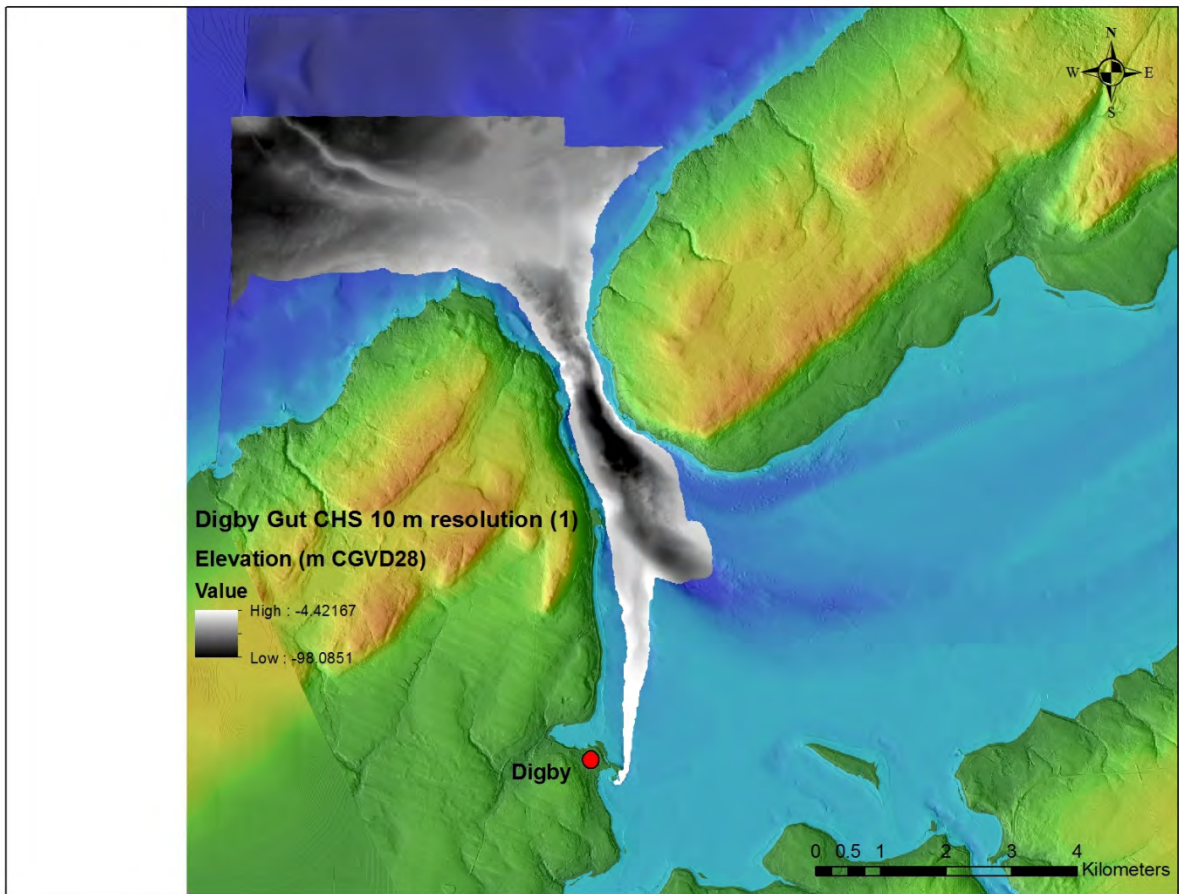 N
W E
S
Digby Gut CHS 10 m resolution (1)
Elevation (m CGVD28)
Value
High : -4.42167
Low : -98.0851
Digby
0 0.5 1 2 3 4
Kilometers